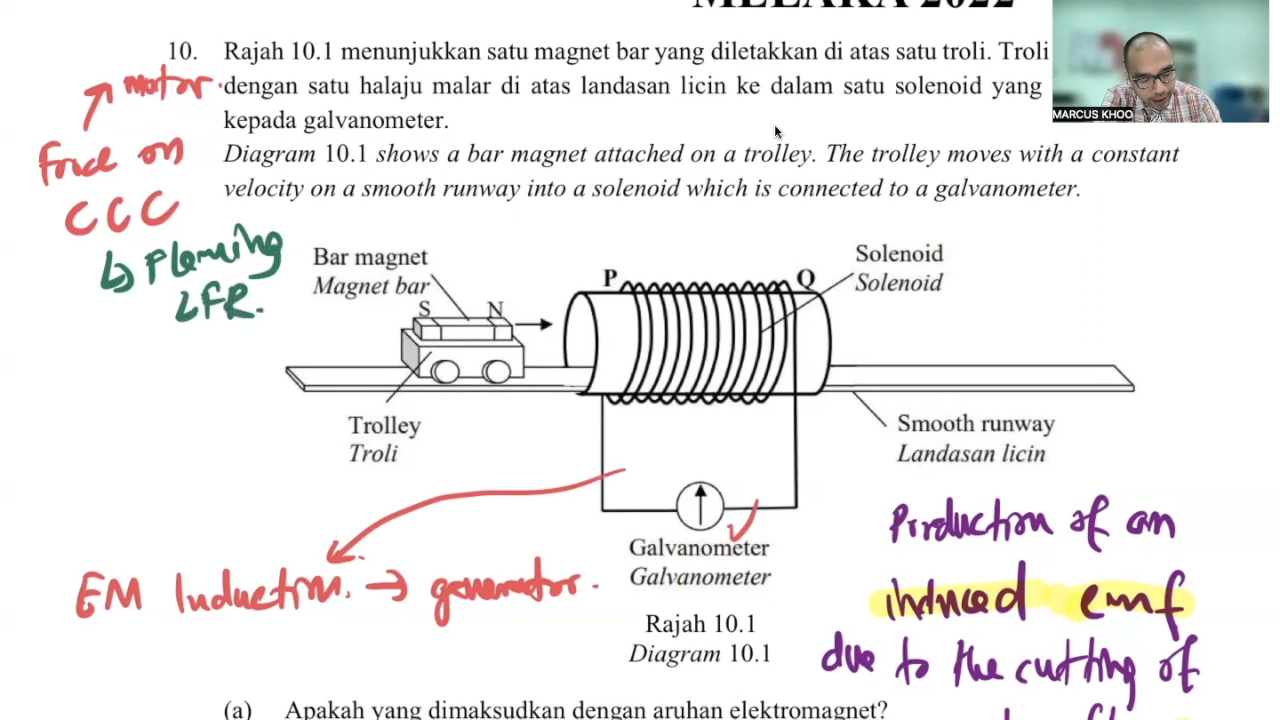 MELAKA 2022
10. Rajah 10.1 menunjukkan satu magnet bar yang diletakkan di atas satu troli. Troli
dengan satu halaju malar di atas landasan licin ke dalam satu solenoid yang
kepada galvanometer.
Diagram 10.1 shows a bar magnet attached on a trolley. The trolley moves with a constant
velocity on a smooth runway into a solenoid which is connected to a galvanometer.
MARCUS KHOO
motor
Force on
CCC
Fleming
LFR.
Bar magnet
Magnet bar
S N
P Q
Solenoid
Solenoid
Trolley
Troli
Smooth runway
Landasan licin
Galvanometer
Galvanometer
EM Induction. → generator.
Rajah 10.1
Diagram 10.1
Production of an
induced emf
due to the cutting of
(a) Apakah yang dimaksudkan dengan aruhan elektromagnet?